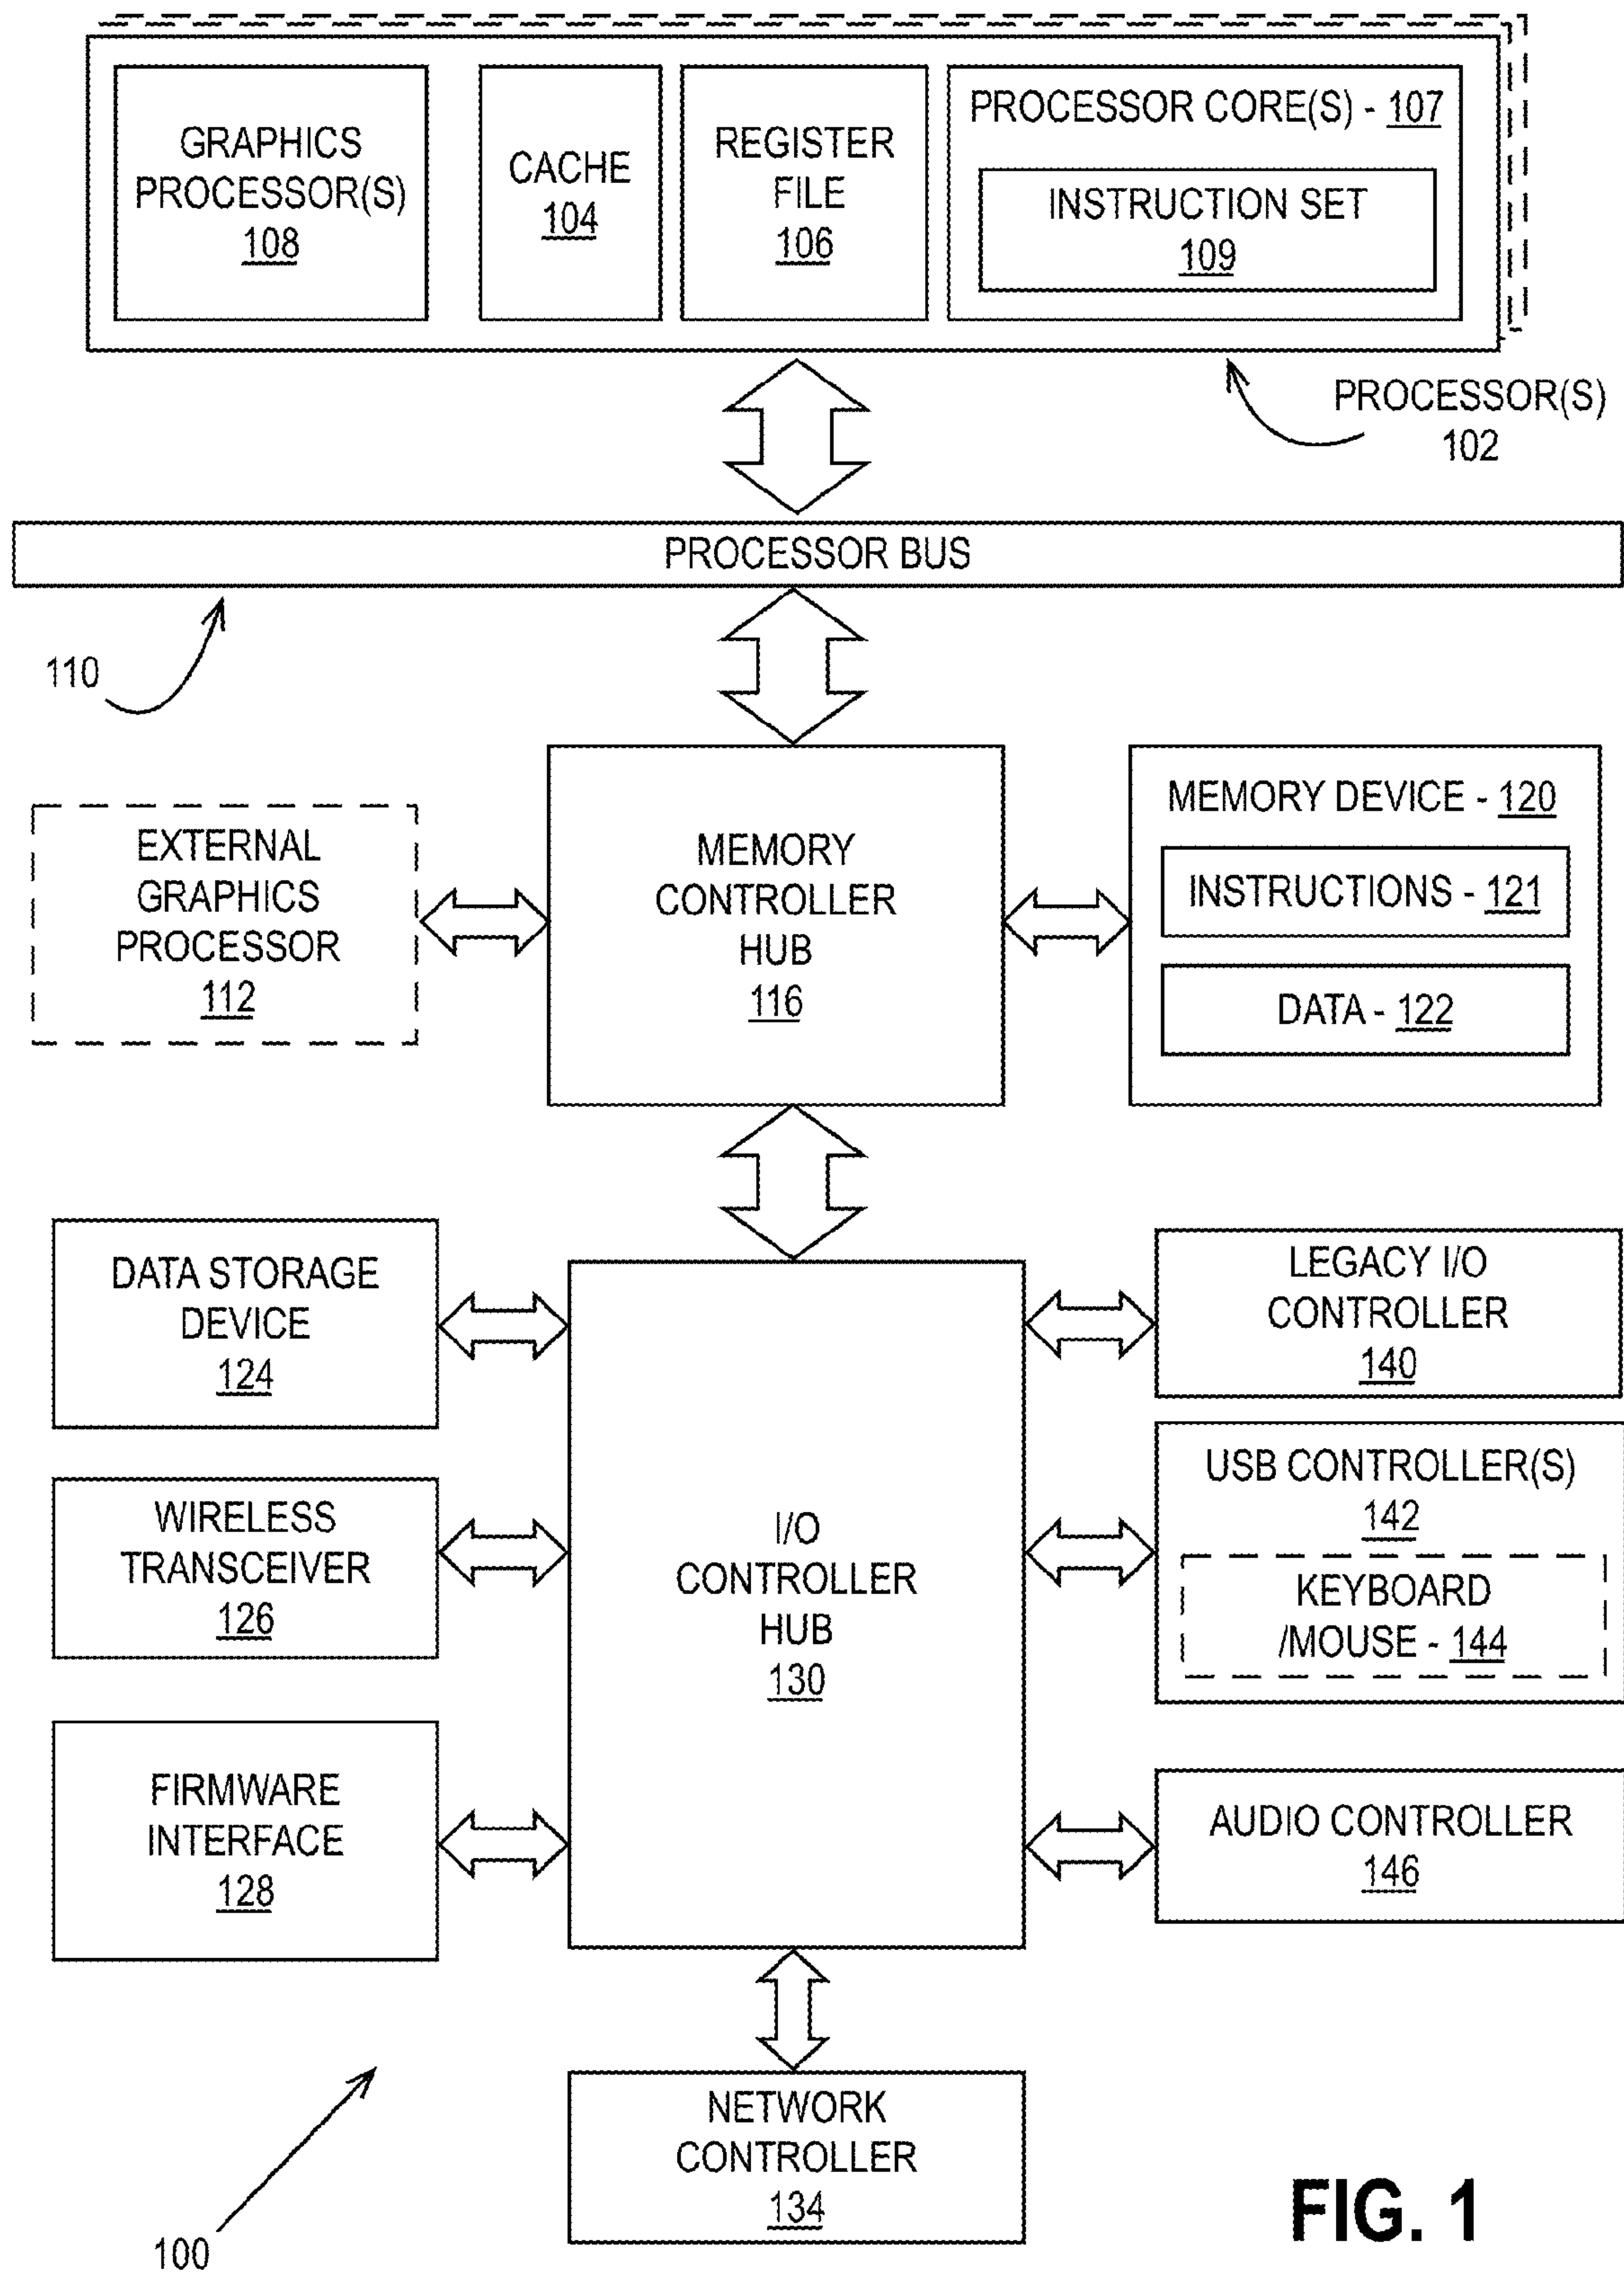 GRAPHICS
PROCESSOR(S)
108
CACHE
104
REGISTER
FILE
106
PROCESSOR CORE(S) - 107
INSTRUCTION SET
109
PROCESSOR(S)
102
PROCESSOR BUS
110
EXTERNAL
GRAPHICS
PROCESSOR
112
MEMORY
CONTROLLER
HUB
116
MEMORY DEVICE - 120
INSTRUCTIONS - 121
DATA - 122
DATA STORAGE
DEVICE
124
WIRELESS
TRANSCEIVER
126
FIRMWARE
INTERFACE
128
I/O
CONTROLLER
HUB
130
LEGACY I/O
CONTROLLER
140
USB CONTROLLER(S)
142
KEYBOARD
/MOUSE - 144
AUDIO CONTROLLER
146
NETWORK
CONTROLLER
134
100
FIG. 1